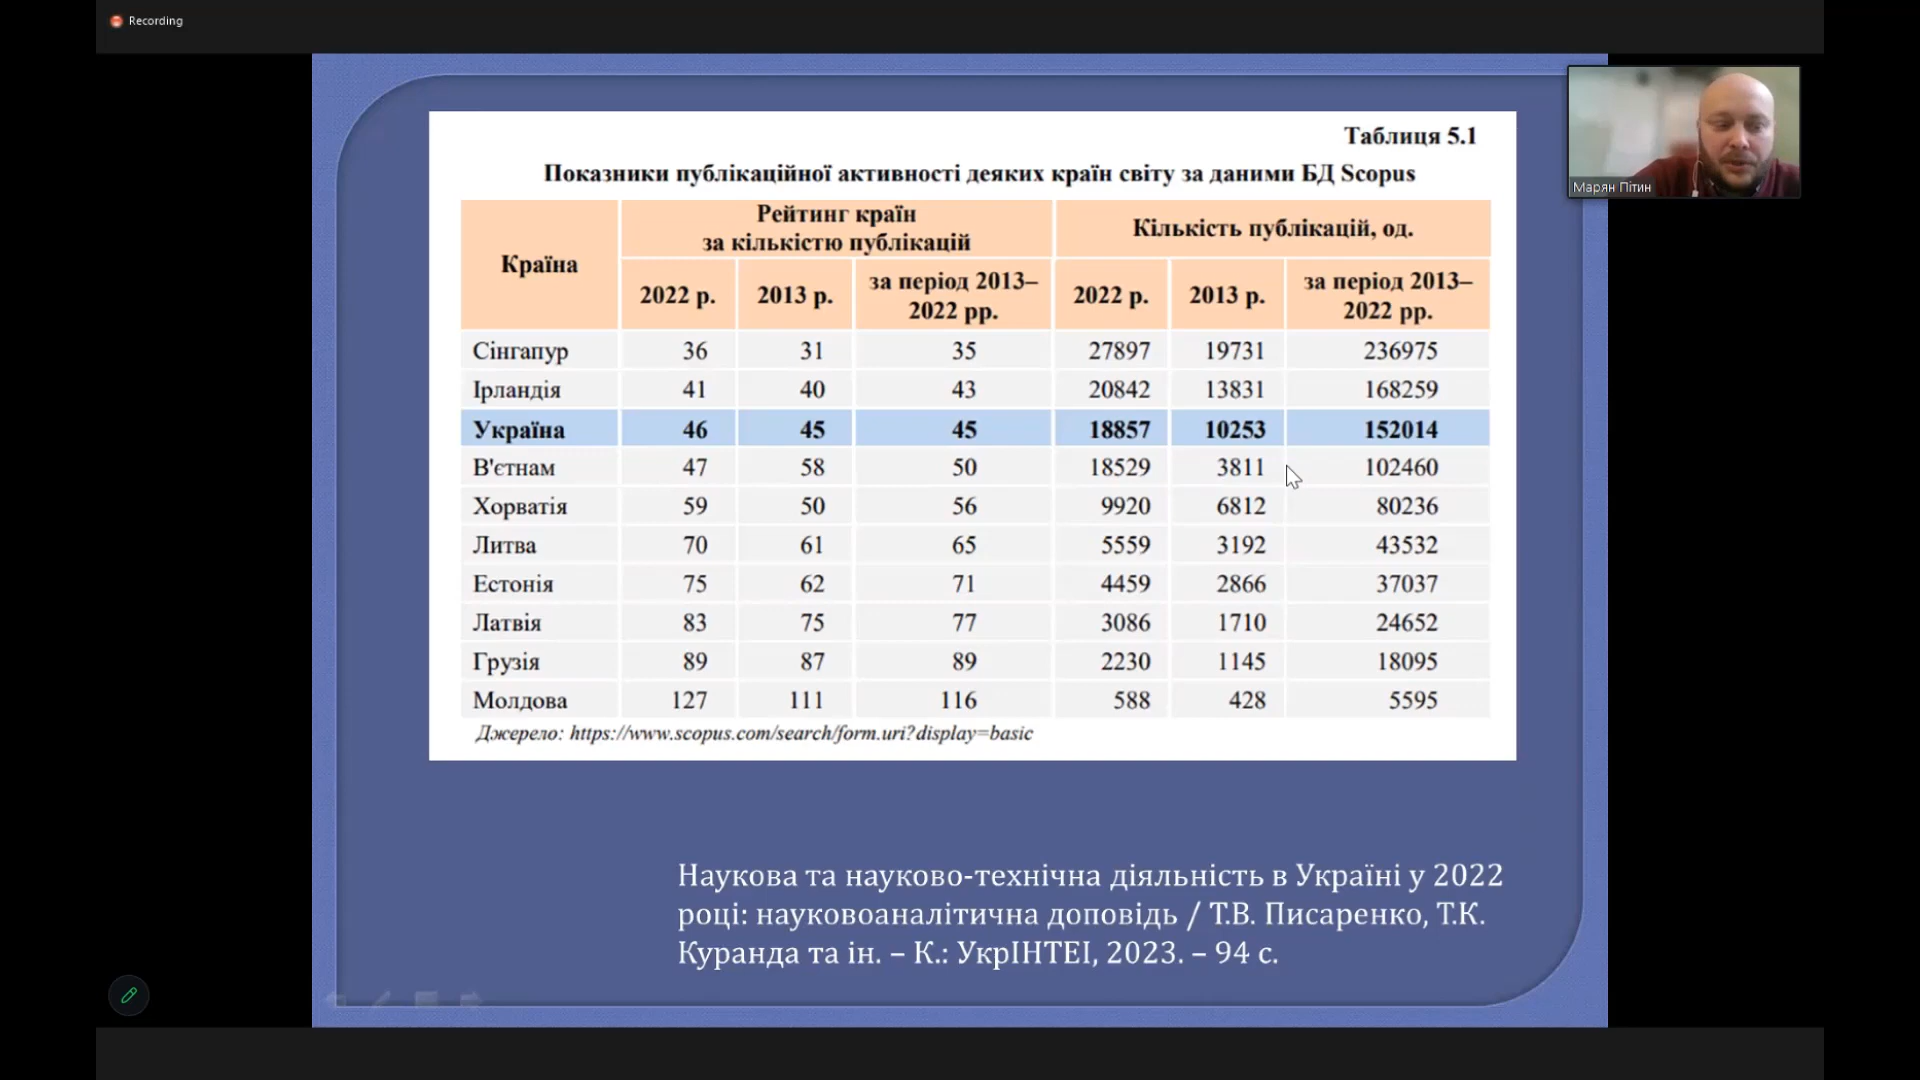 Recording
Таблиця 5.1
Показники публікаційної активності деяких країн світу за даними БД Scopus
Країна
Рейтинг країн
за кількістю публікацій
Кількість публікацій, од.
2022 р. 2013 р. за період 2013–2022 рр. 2022 р. 2013 р. за період 2013–2022 рр.
Сінгапур 36 31 35 27897 19731 236975
Ірландія 41 40 43 20842 13831 168259
Україна 46 45 45 18857 10253 152014
В'єтнам 47 58 50 18529 3811 102460
Хорватія 59 50 56 9920 6812 80236
Литва 70 61 65 5559 3192 43532
Естонія 75 62 71 4459 2866 37037
Латвія 83 75 77 3086 1710 24652
Грузія 89 87 89 2230 1145 18095
Молдова 127 111 116 588 428 5595
Джерело: https://www.scopus.com/search/form.uri?display=basic
Марян Пітин
Наукова та науково-технічна діяльність в Україні у 2022
році: науковоаналітична доповідь / Т.В. Писаренко, Т.К.
Куранда та ін. – К.: УкрІНТЕІ, 2023. – 94 с.